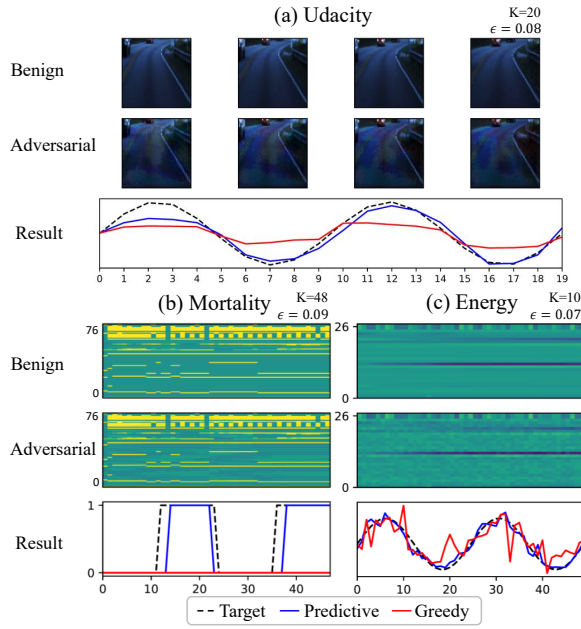 (a) Udacity
K=20
ϵ = 0.08
Benign
Adversarial
Result
0 1 2 3 4 5 6 7 8 9 10 11 12 13 14 15 16 17 18 19
(b) Mortality
K=48
ϵ = 0.09
(c) Energy
K=10
ϵ = 0.07
Benign
76
0
26
0
Adversarial
76
0
26
0
Result
1
0
0 10 20 30 40
0 20 40
Target Predictive Greedy